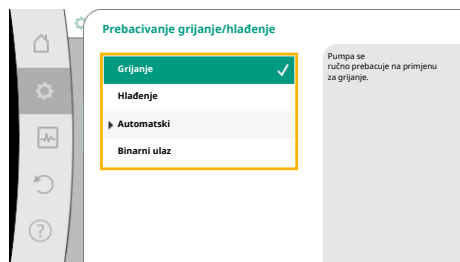 Prebacivanje grijanje/hlađenje
Grijanje
Hlađenje
Automatski
Binarni ulaz
Pumpa se
ručno prebacuje na primjenu
za grijanje.
?